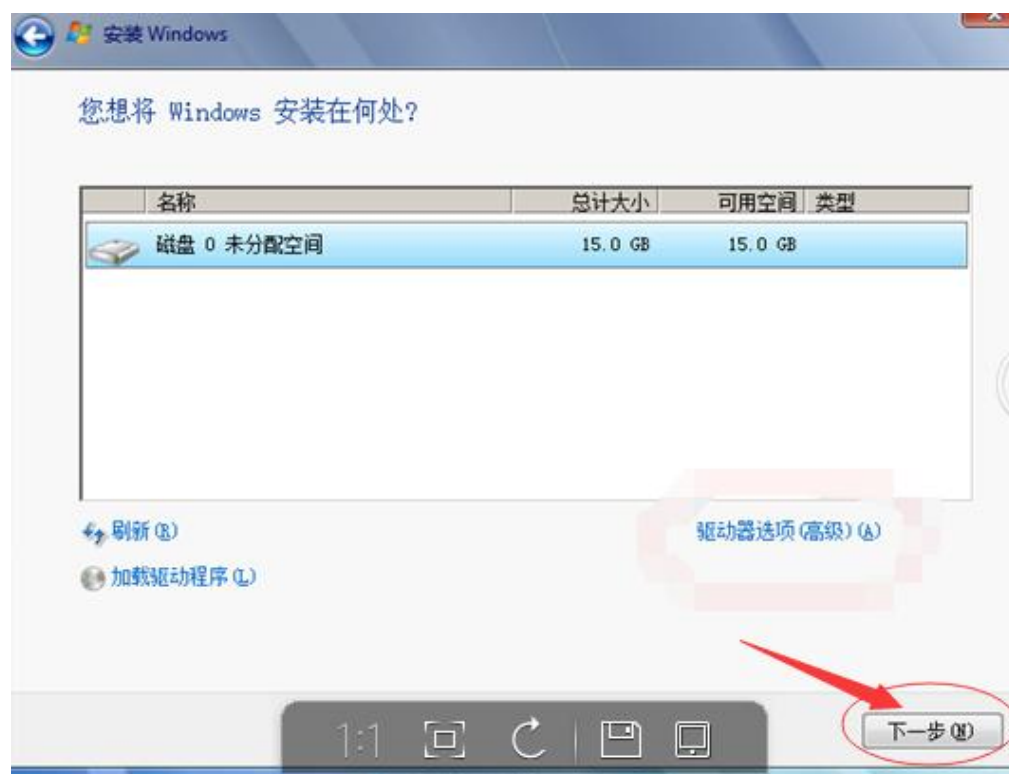 安装 Windows
您想将 Windows 安装在何处?
名称 总计大小 可用空间 类型
磁盘 0 未分配空间 15.0 GB 15.0 GB
刷新(R) 驱动器选项(高级)(A)
加载驱动程序(L)
1:1
下一步(N)